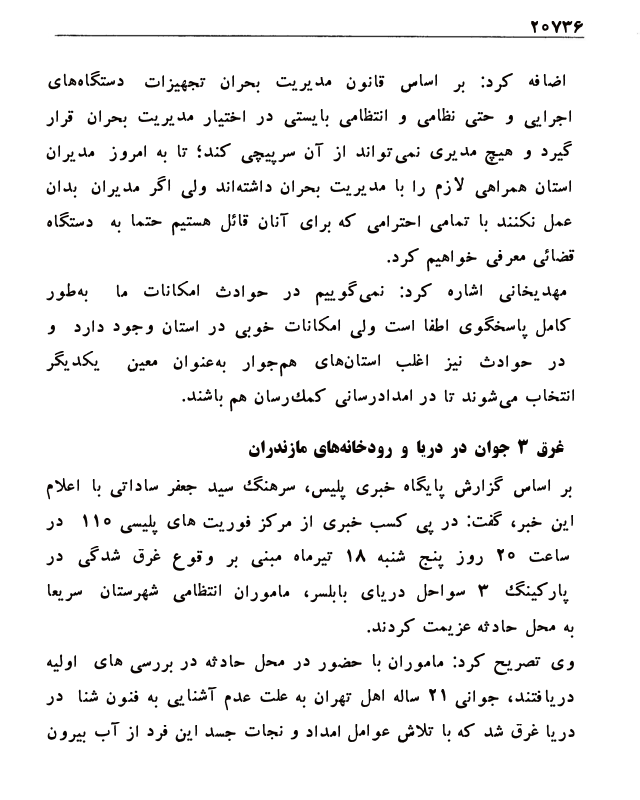 ۲۰۷۳۶
اضافه کرد: بر اساس قانون مدیریت بحران تجهیزات دستگاه‌های
اجرایی و حتی نظامی و انتظامی بایستی در اختیار مدیریت بحران قرار
گیرد و هیچ مدیری نمی‌تواند از آن سرپیچی کند؛ تا به امروز مدیران
استان همراهی لازم را با مدیریت بحران داشته‌اند ولی اگر مدیران بدان
عمل نکنند با تمامی احترامی که برای آنان قائل هستیم حتما به دستگاه
قضائی معرفی خواهیم کرد.
مهدیخانی اشاره کرد: نمی‌گوییم در حوادث امکانات ما به‌طور
کامل پاسخگوی اطفا است ولی امکانات خوبی در استان وجود دارد و
در حوادث نیز اغلب استان‌های هم‌جوار به‌عنوان معین یکدیگر
انتخاب می‌شوند تا در امدادرسانی کمک‌رسان هم باشند.
غرق ۳ جوان در دریا و رودخانه‌های مازندران
بر اساس گزارش پایگاه خبری پلیس، سرهنگ سید جعفر ساداتی با اعلام
این خبر، گفت: در پی کسب خبری از مرکز فوریت های پلیسی ۱۱۰ در
ساعت ۲۰ روز پنج شنبه ۱۸ تیرماه مبنی بر وقوع غرق شدگی در
پارکینگ ۳ سواحل دریای بابلسر، ماموران انتظامی شهرستان سریعا
به محل حادثه عزیمت کردند.
وی تصریح کرد: ماموران با حضور در محل حادثه در بررسی های اولیه
دریافتند، جوانی ۲۱ ساله اهل تهران به علت عدم آشنایی به فنون شنا در
دریا غرق شد که با تلاش عوامل امداد و نجات جسد این فرد از آب بیرون